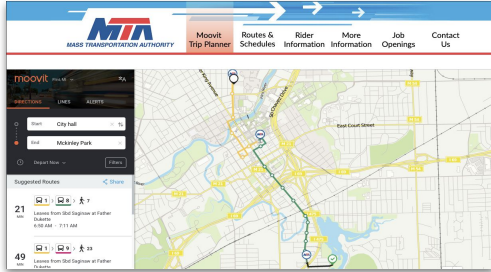 MTA
MASS TRANSPORTATION AUTHORITY
Moovit
Trip Planner
Routes &
Schedules
Rider
Information
More
Information
Job
Openings
Contact
Us
moovit
DIRECTIONS LINES ALERTS
Start City hall
End Mckinley Park
Depart Now Filters
Suggested Routes Share
21
MIN
1 > 8 > 7
Leaves from Sbd Saginaw at Father
Dukette
6:50 AM - 7:11 AM
49
MIN
1 > 9 > 23
Leaves from Sbd Saginaw at Father
Dukette
East Court Street